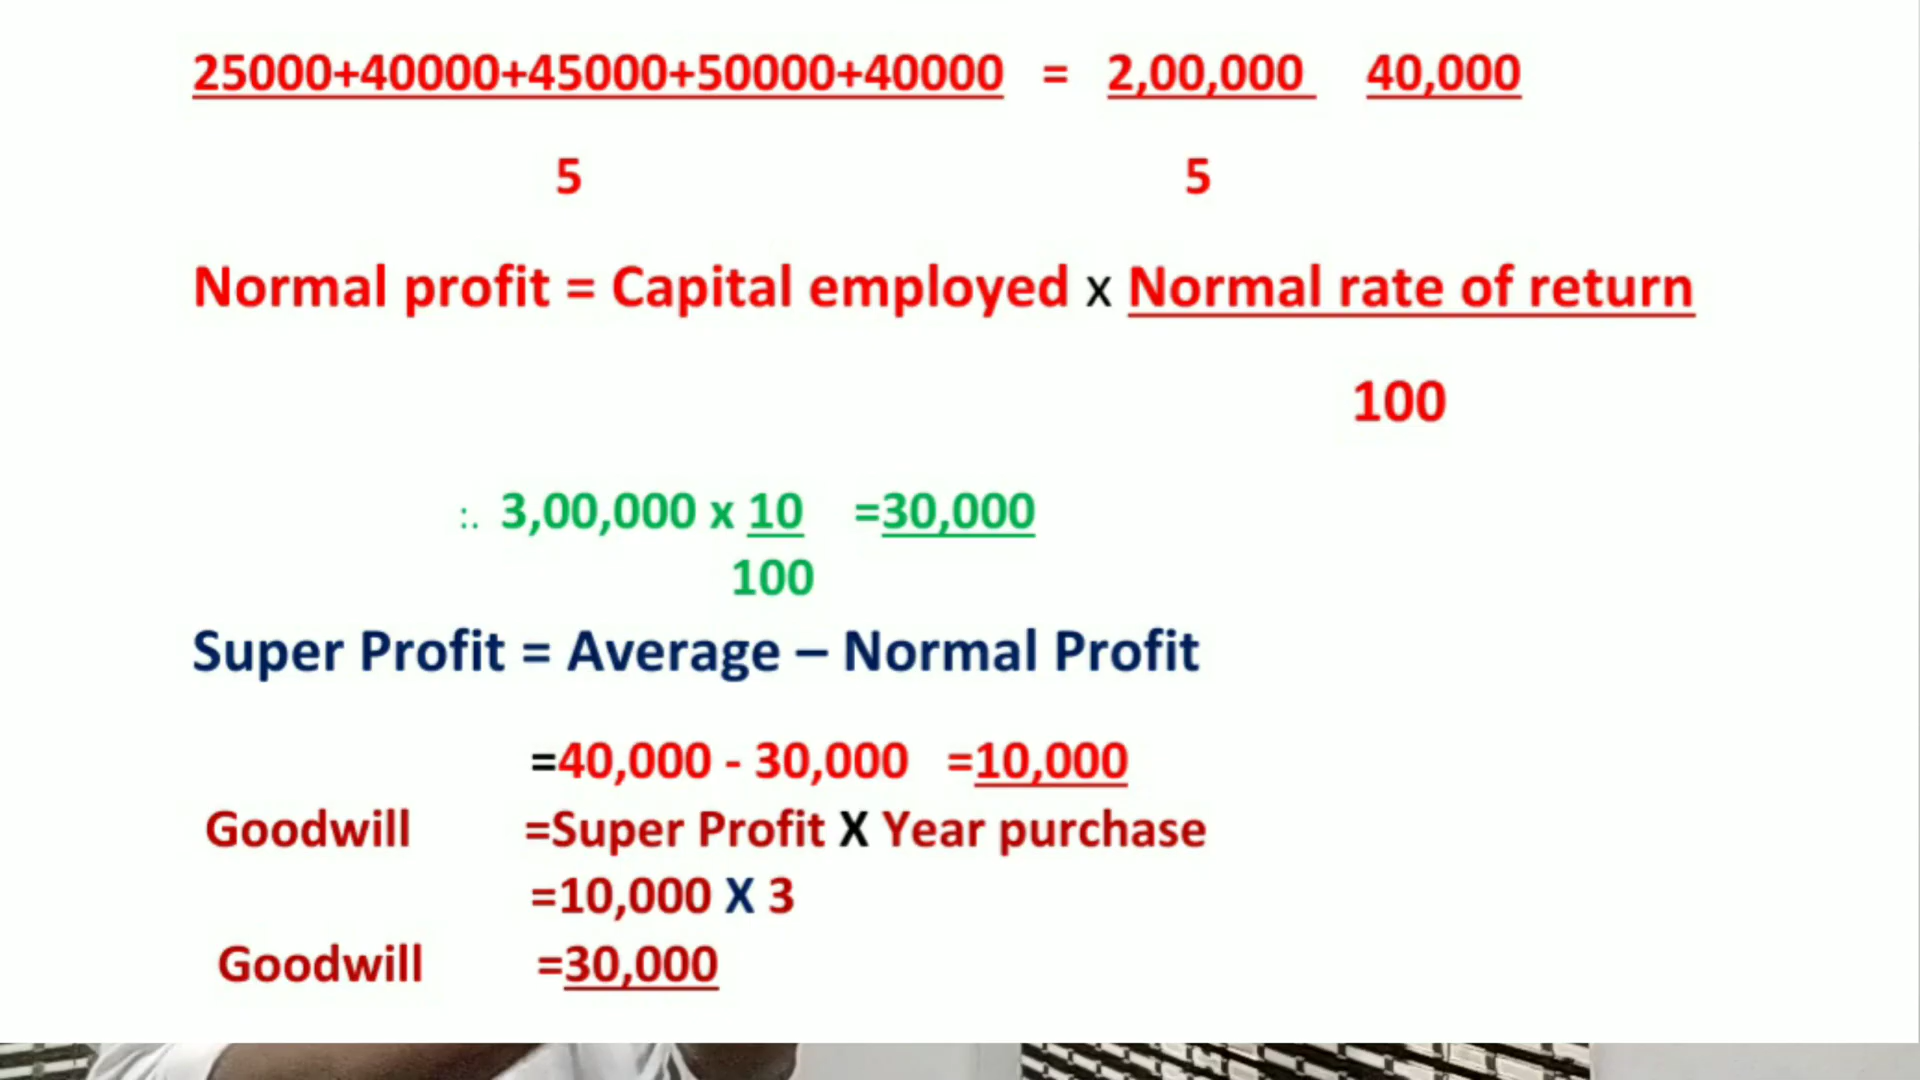 25000+40000+45000+50000+40000 = 2,00,000 40,000
5 5
Normal profit = Capital employed x Normal rate of return
100
:. 3,00,000 x 10 =30,000
100
Super Profit = Average – Normal Profit
=40,000 - 30,000 =10,000
Goodwill =Super Profit X Year purchase
=10,000 X 3
Goodwill =30,000